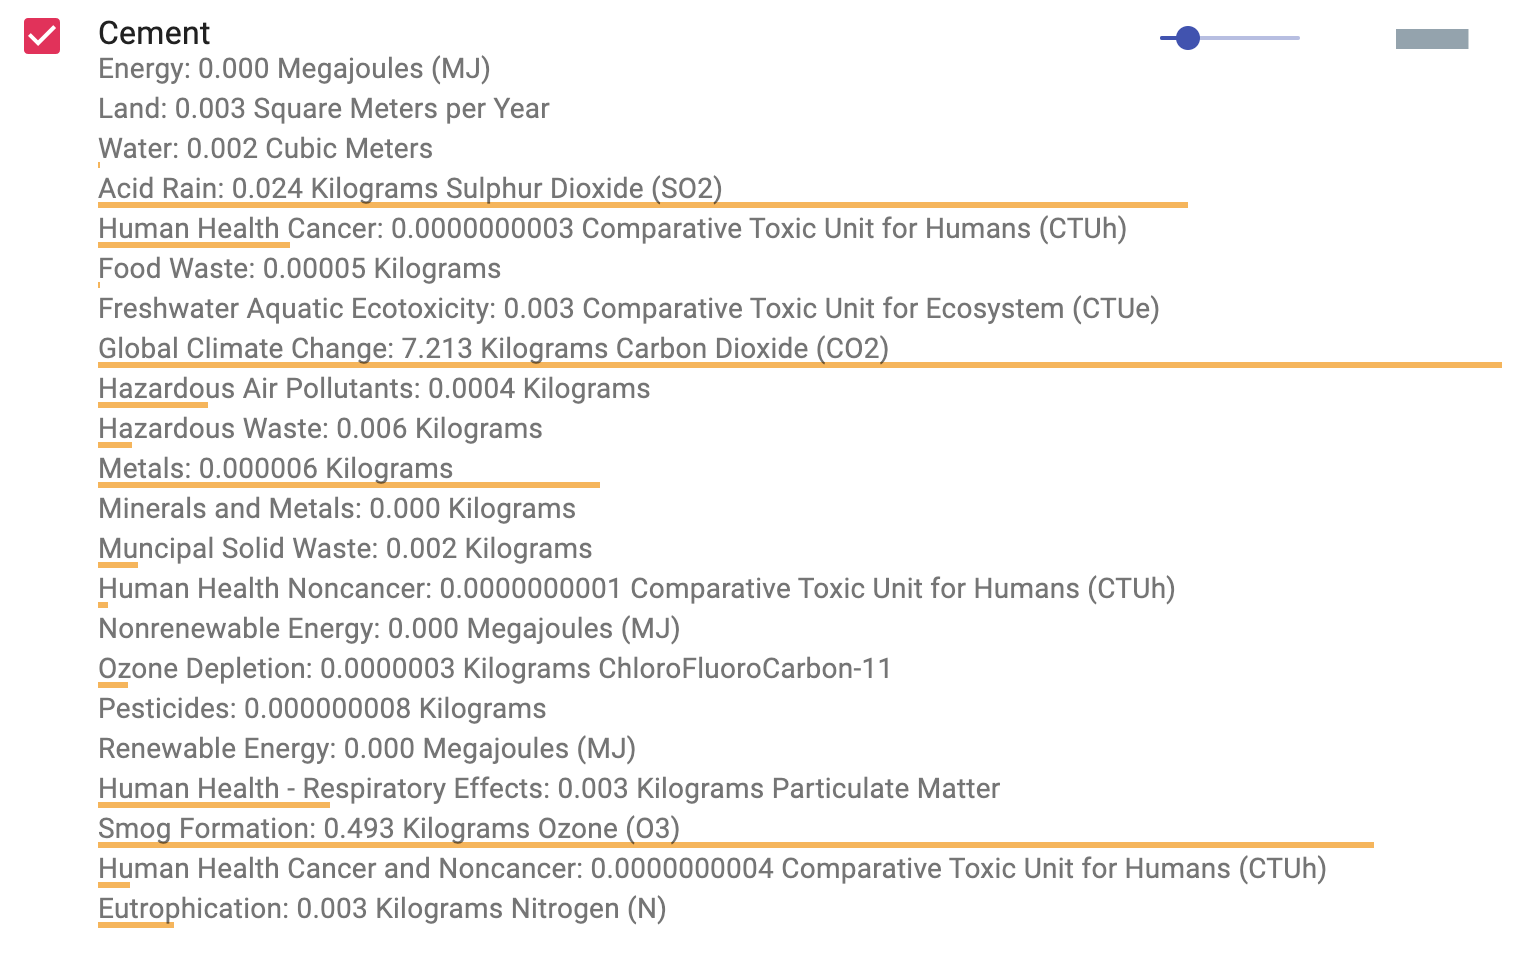 Cement
Energy: 0.000 Megajoules (MJ)
Land: 0.003 Square Meters per Year
Water: 0.002 Cubic Meters
Acid Rain: 0.024 Kilograms Sulphur Dioxide (SO2)
Human Health Cancer: 0.0000000003 Comparative Toxic Unit for Humans (CTUh)
Food Waste: 0.00005 Kilograms
Freshwater Aquatic Ecotoxicity: 0.003 Comparative Toxic Unit for Ecosystem (CTUe)
Global Climate Change: 7.213 Kilograms Carbon Dioxide (CO2)
Hazardous Air Pollutants: 0.0004 Kilograms
Hazardous Waste: 0.006 Kilograms
Metals: 0.000006 Kilograms
Minerals and Metals: 0.000 Kilograms
Muncipal Solid Waste: 0.002 Kilograms
Human Health Noncancer: 0.0000000001 Comparative Toxic Unit for Humans (CTUh)
Nonrenewable Energy: 0.000 Megajoules (MJ)
Ozone Depletion: 0.0000003 Kilograms ChloroFluoroCarbon-11
Pesticides: 0.000000008 Kilograms
Renewable Energy: 0.000 Megajoules (MJ)
Human Health - Respiratory Effects: 0.003 Kilograms Particulate Matter
Smog Formation: 0.493 Kilograms Ozone (O3)
Human Health Cancer and Noncancer: 0.0000000004 Comparative Toxic Unit for Humans (CTUh)
Eutrophication: 0.003 Kilograms Nitrogen (N)